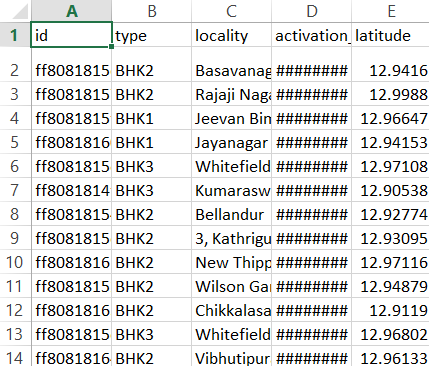 A B C D E
1 id type locality activation_ latitude
2 ff8081815 BHK2 Basavanag ######## 12.9416
3 ff8081815 BHK2 Rajaji Naga ######## 12.9988
4 ff8081815 BHK1 Jeevan Bin ######## 12.96647
5 ff8081816 BHK1 Jayanagar ######## 12.94153
6 ff8081815 BHK3 Whitefield ######## 12.97108
7 ff8081814 BHK3 Kumarasw ######## 12.90538
8 ff8081815 BHK2 Bellandur ######## 12.92774
9 ff8081815 BHK2 3, Kathrigu ######## 12.93095
10 ff8081816 BHK2 New Thipp ######## 12.97116
11 ff8081815 BHK2 Wilson Gar ######## 12.94879
12 ff8081816 BHK2 Chikkalasa ######## 12.9119
13 ff8081815 BHK3 Whitefield ######## 12.96802
14 ff8081816 BHK2 Vibhutipur ######## 12.96133